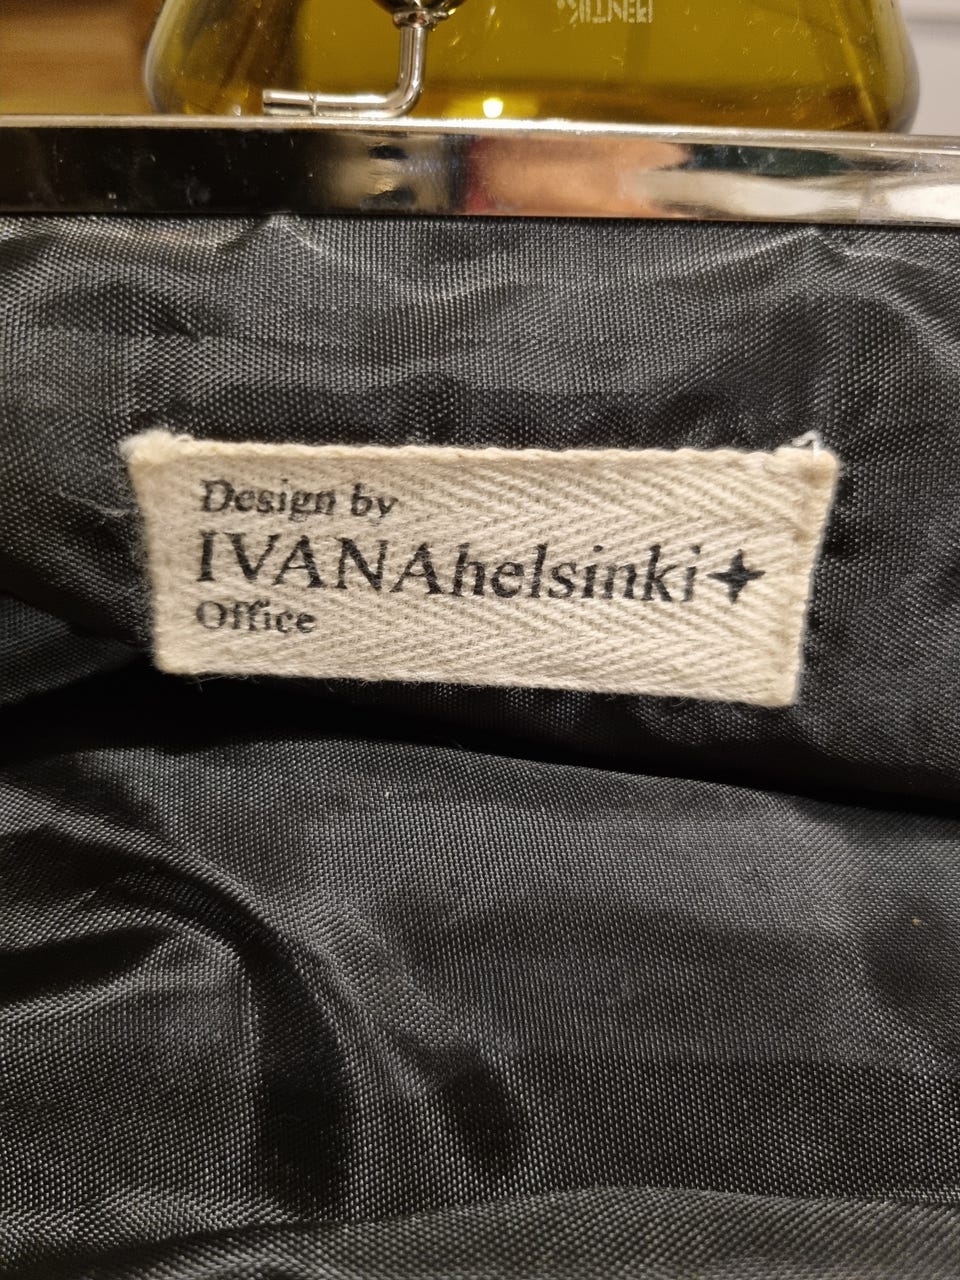 Design by
IVANAhelsinki
Office